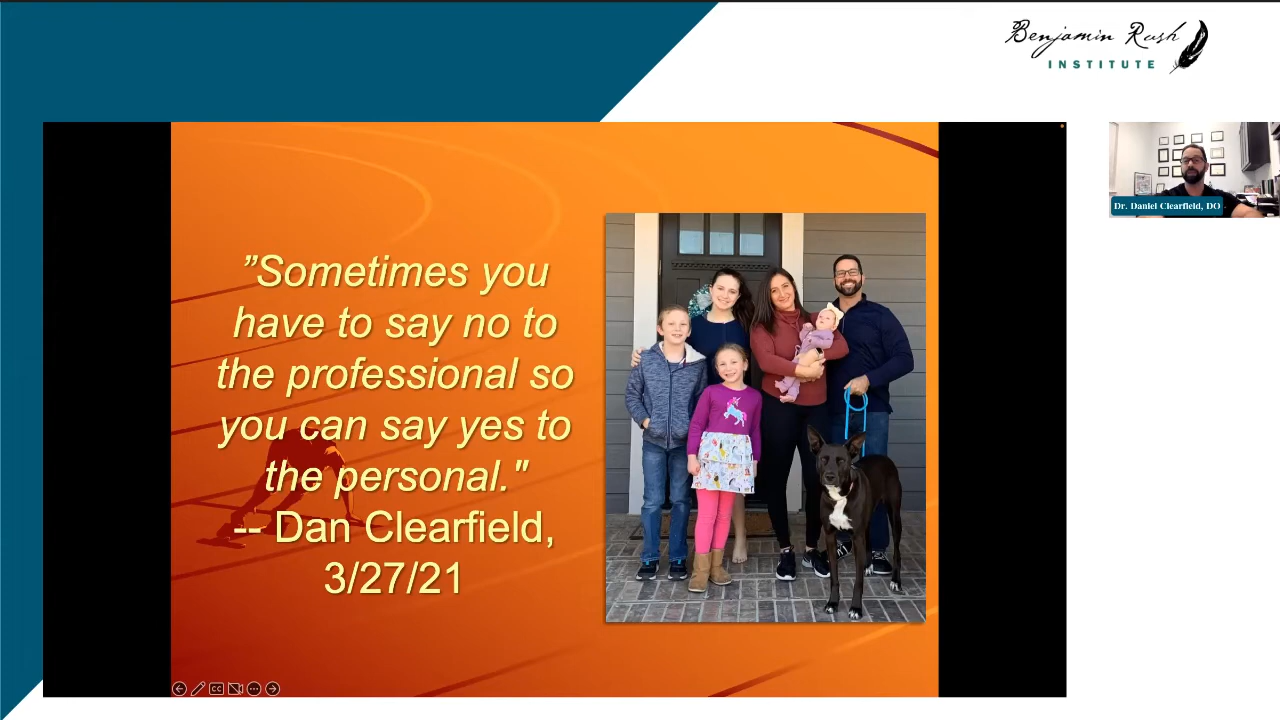 Benjamin Rush
INSTITUTE
”Sometimes you
have to say no to
the professional so
you can say yes to
the personal."
-- Dan Clearfield,
3/27/21
Dr. Daniel Clearfield, DO
CC